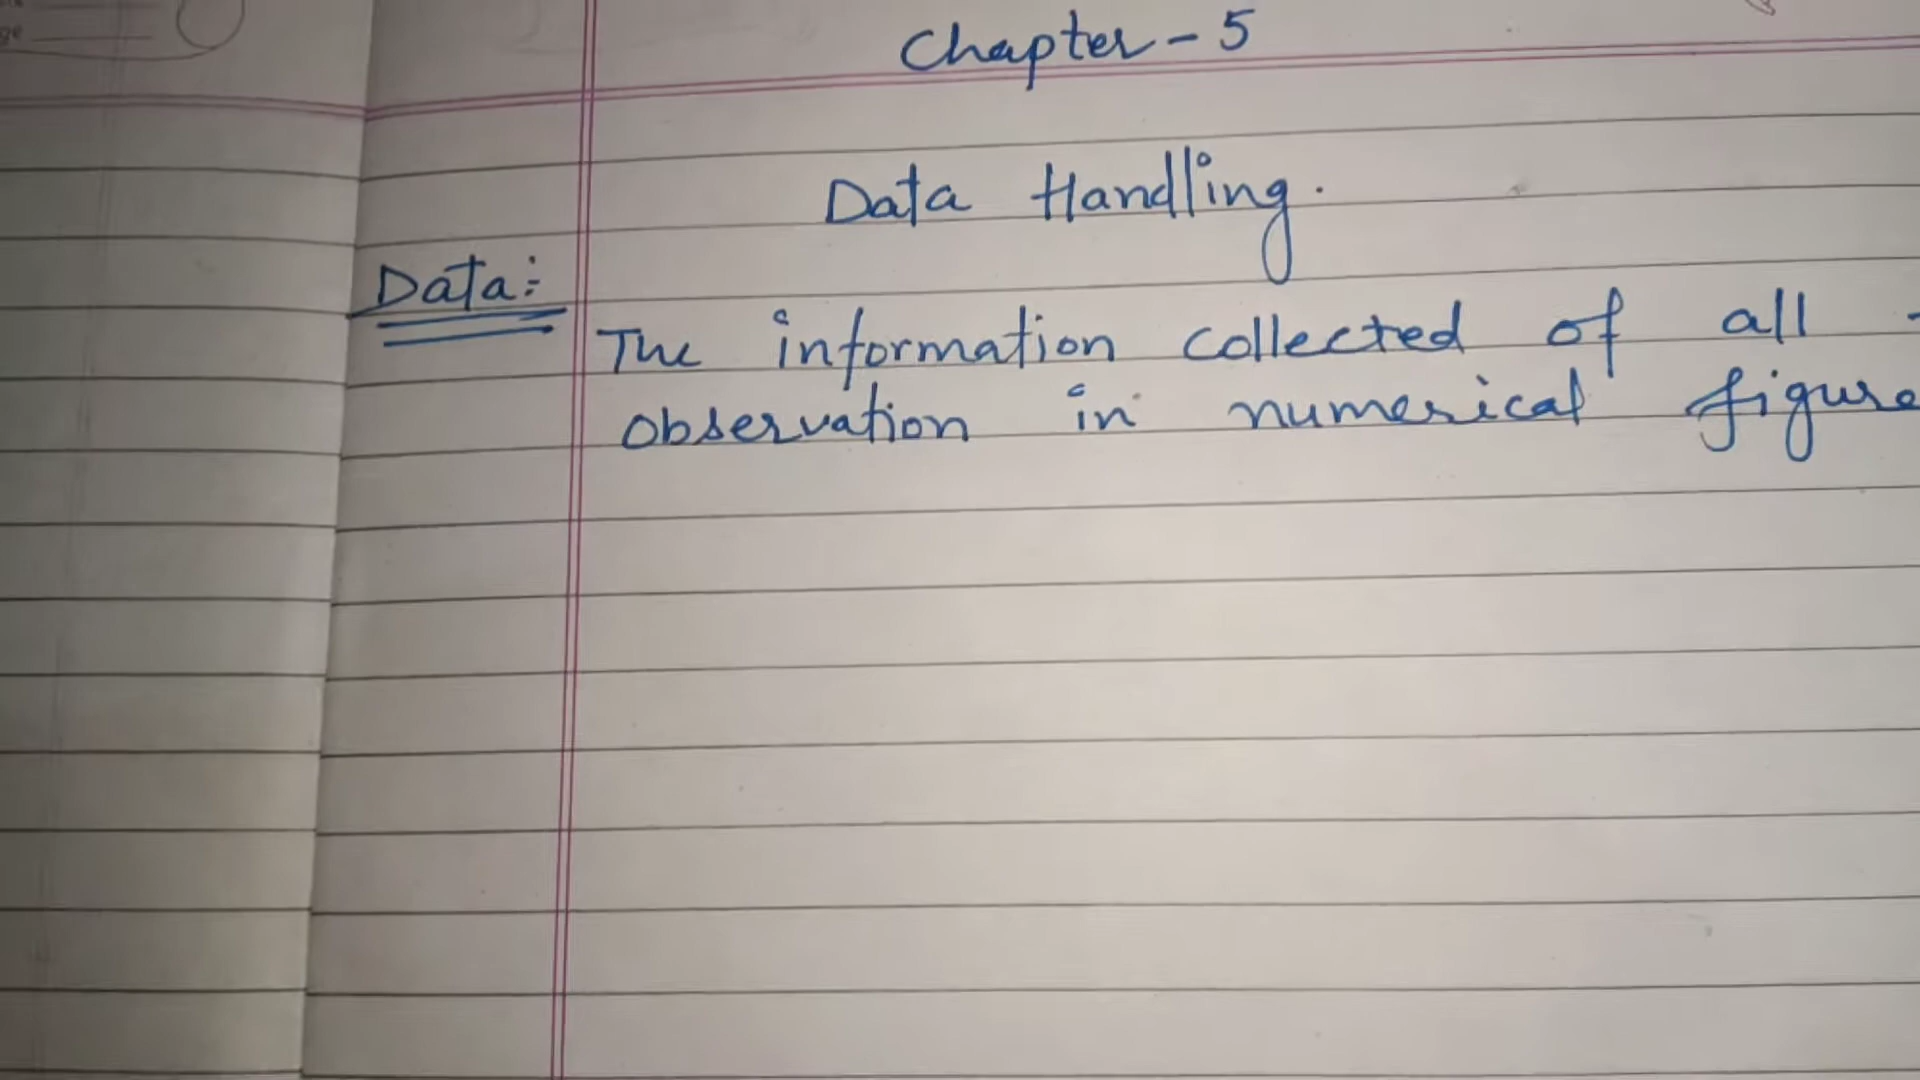 Chapter - 5
Data Handling.
Data:-
The information collected of all
observation in numerical figure